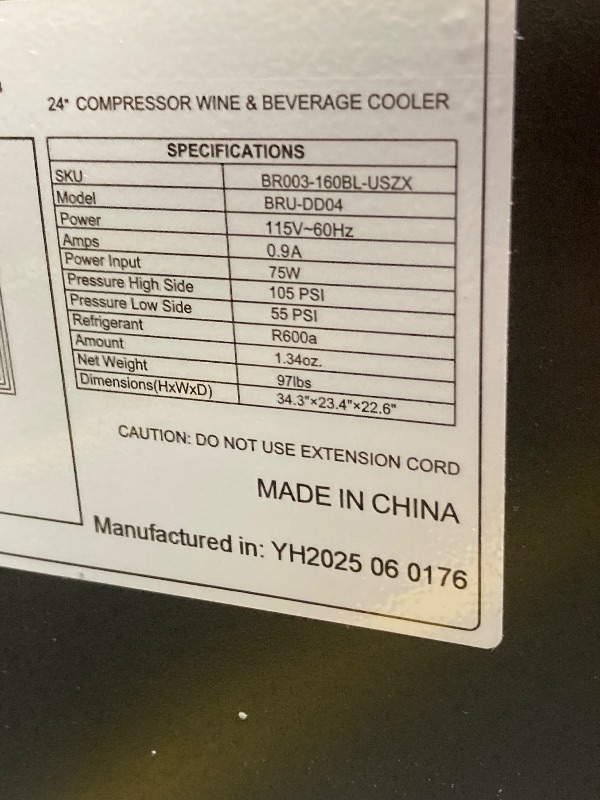 24" COMPRESSOR WINE & BEVERAGE COOLER
SPECIFICATIONS
SKU BR003-160BL-USZX
Model BRU-DD04
Power 115V~60Hz
Amps 0.9A
Power Input 75W
Pressure High Side 105 PSI
Pressure Low Side 55 PSI
Refrigerant R600a
Amount 1.34oz.
Net Weight 97lbs
Dimensions(HxWxD) 34.3"×23.4"×22.6"
CAUTION: DO NOT USE EXTENSION CORD
MADE IN CHINA
Manufactured in: YH2025 06 0176